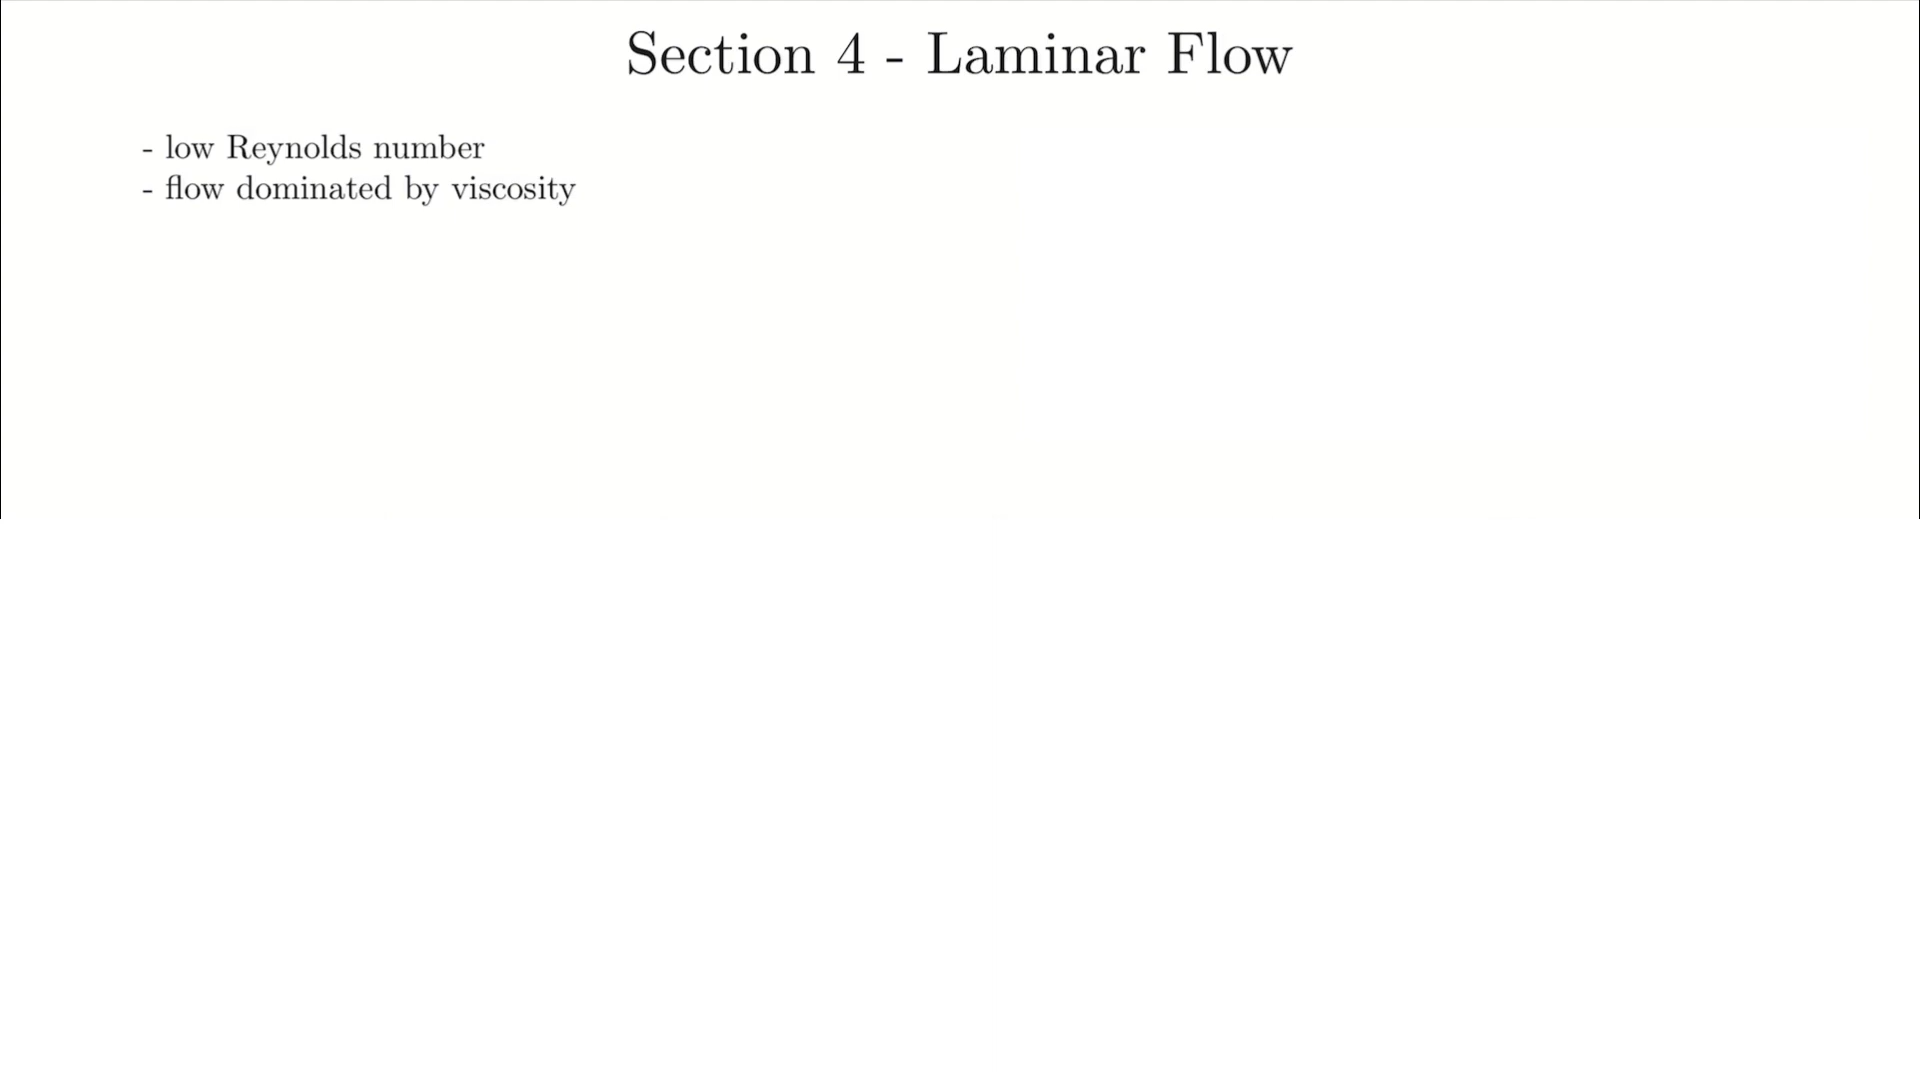 Section 4 - Laminar Flow
- low Reynolds number
- flow dominated by viscosity